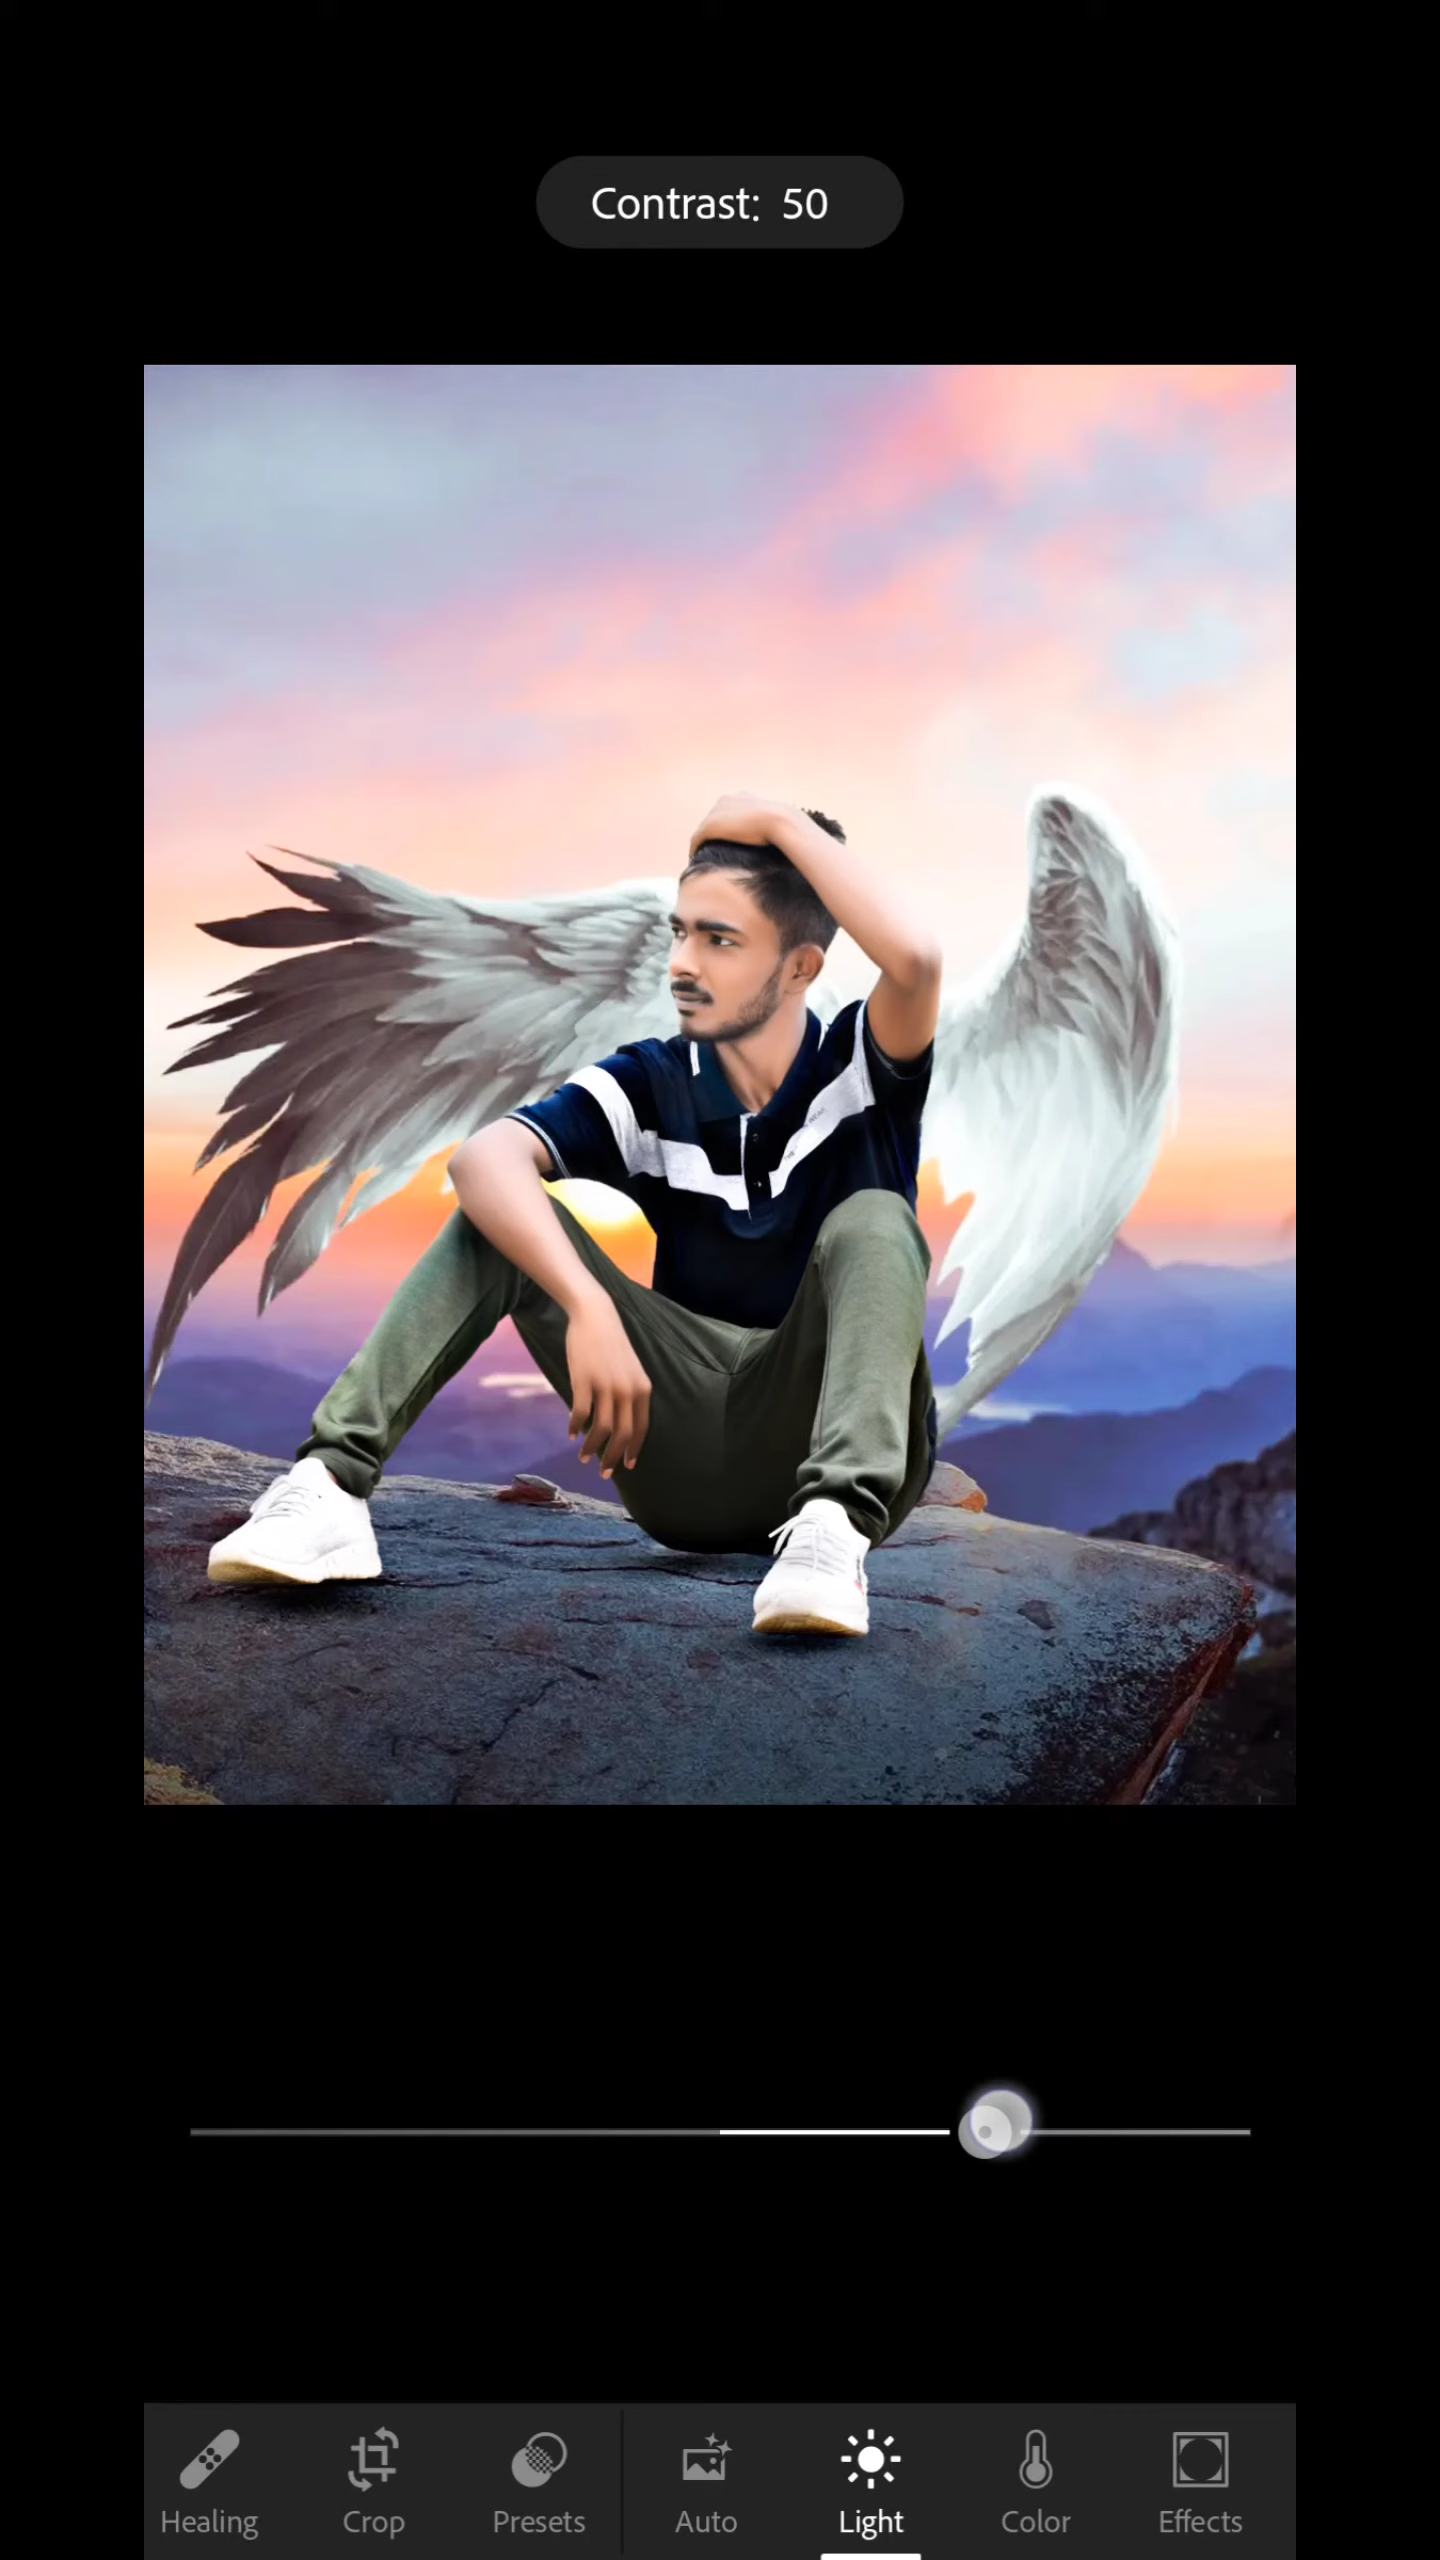 Contrast: 50
Healing
Crop
Presets
Auto
Light
Color
Effects